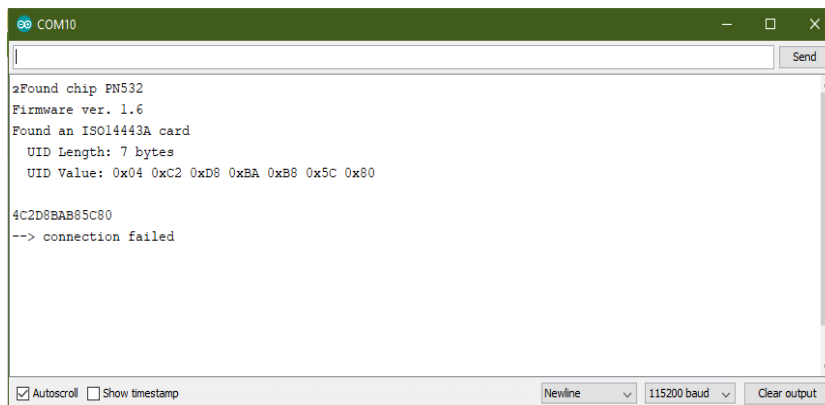 COM10
Send
2Found chip PN532
Firmware ver. 1.6
Found an ISO14443A card
UID Length: 7 bytes
UID Value: 0x04 0xC2 0xD8 0xBA 0xB8 0x5C 0x80
4C2D8BAB85C80
--> connection failed
Autoscroll Show timestamp Newline 115200 baud Clear output